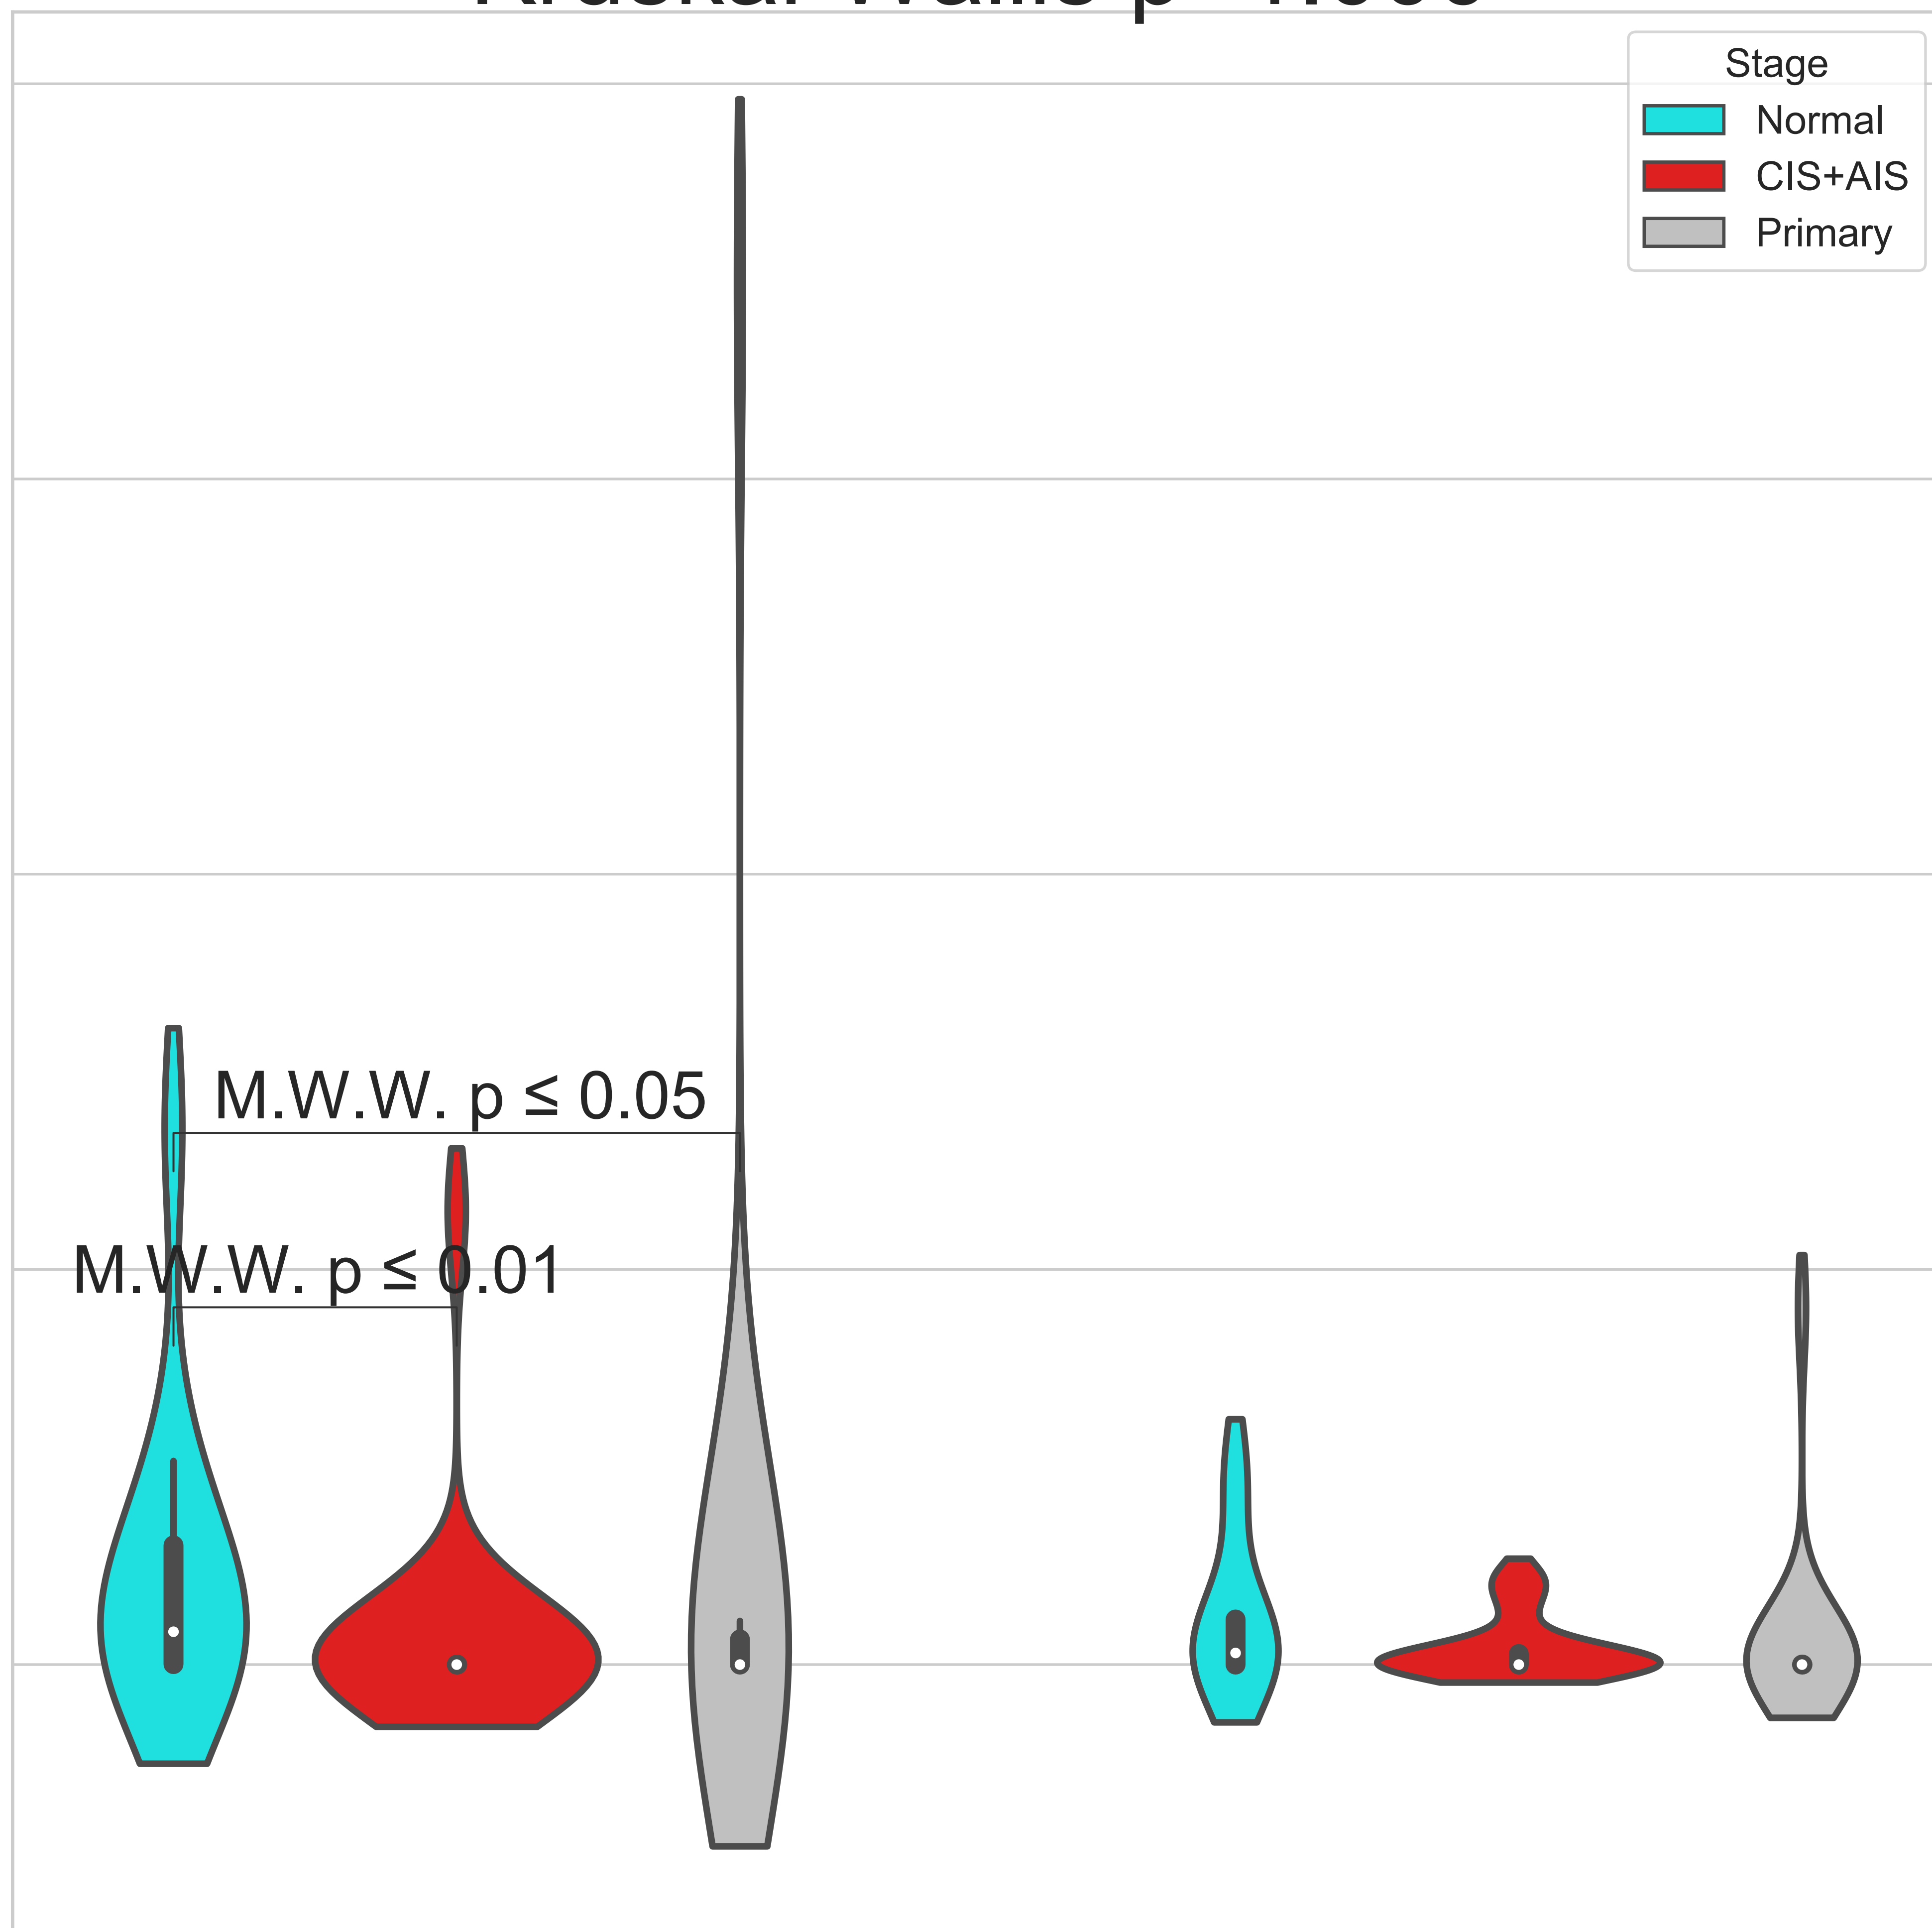 Stage
Normal
CIS+AIS
Primary
M.W.W. p ≤ 0.05
M.W.W. p ≤ 0.01